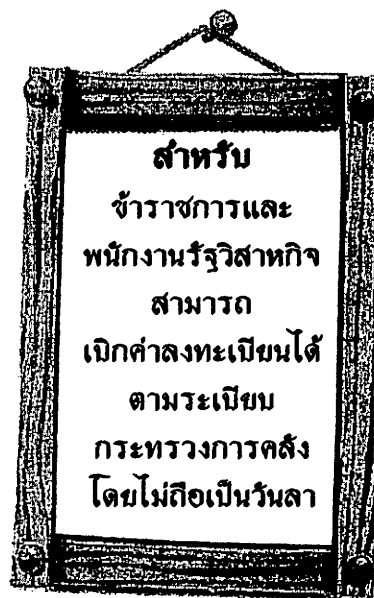 สำหรับ
ข้าราชการและ
พนักงานรัฐวิสาหกิจ
สามารถ
เบิกค่าลงทะเบียนได้
ตามระเบียบ
กระทรวงการคลัง
โดยไม่ถือเป็นวันลา